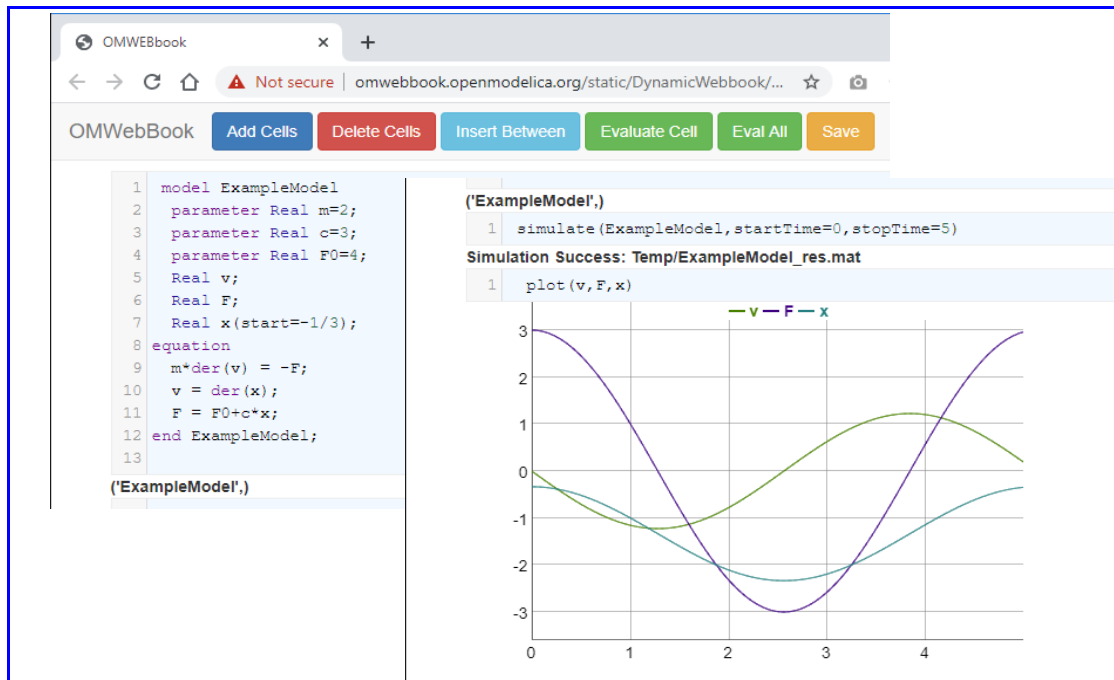 OMWEBbook × +
Not secure | omwebbook.openmodelica.org/static/DynamicWebbook/...
OMWebBook Add Cells Delete Cells Insert Between Evaluate Cell Eval All Save
1 model ExampleModel
2 parameter Real m=2;
3 parameter Real c=3;
4 parameter Real F0=4;
5 Real v;
6 Real F;
7 Real x(start=-1/3);
8 equation
9 m*der(v) = -F;
10 v = der(x);
11 F = F0+c*x;
12 end ExampleModel;
13
('ExampleModel',)
('ExampleModel',)
1 simulate(ExampleModel,startTime=0,stopTime=5)
Simulation Success: Temp/ExampleModel_res.mat
1 plot(v,F,x)
v F x
3
2
1
0
-1
-2
-3
0 1 2 3 4